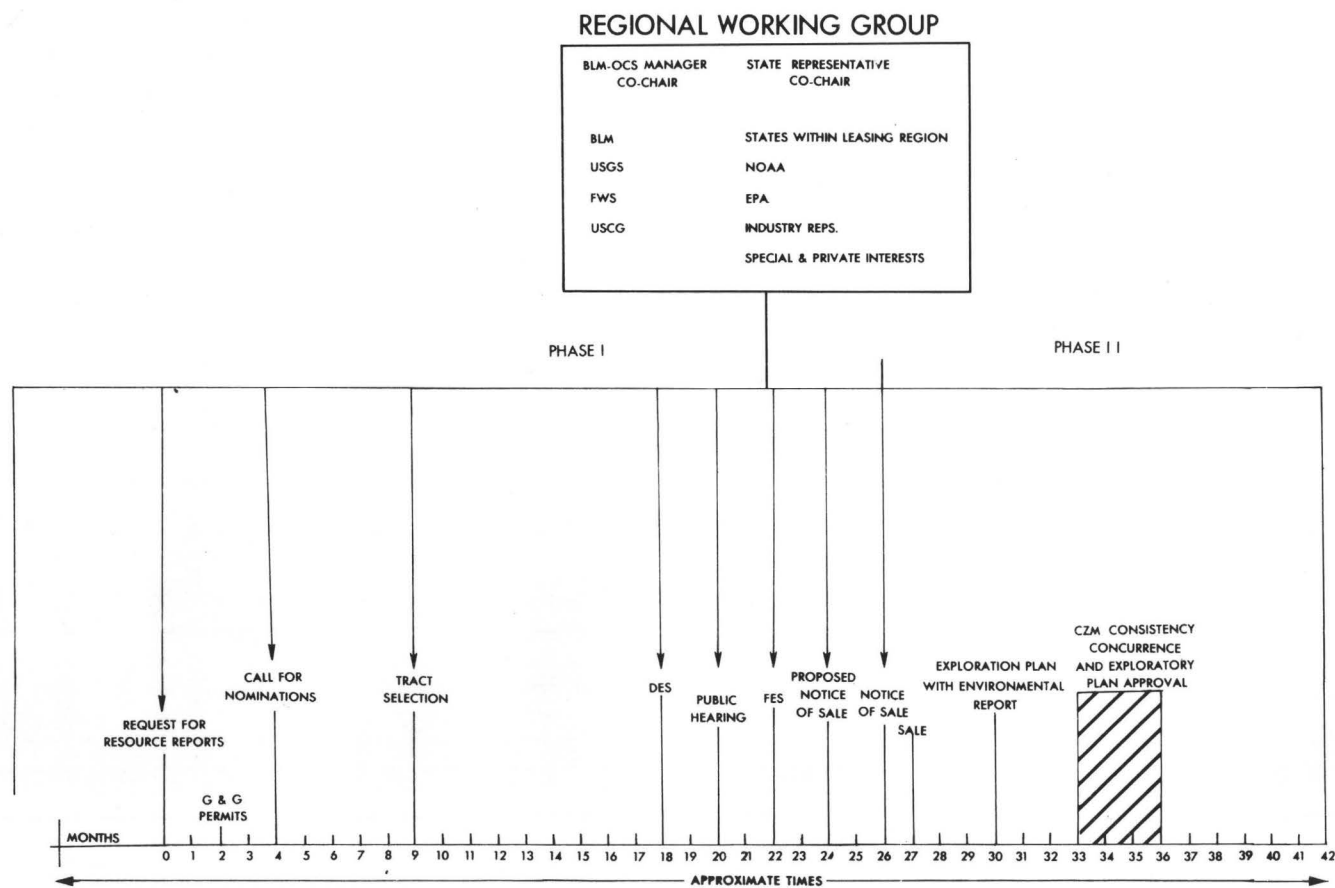 REGIONAL WORKING GROUP
BLM-OCS MANAGER
CO-CHAIR
STATE REPRESENTATIVE
CO-CHAIR
BLM
STATES WITHIN LEASING REGION
USGS
NOAA
FWS
EPA
USCG
INDUSTRY REPS.
SPECIAL & PRIVATE INTERESTS
PHASE I
PHASE II
REQUEST FOR
RESOURCE REPORTS
G & G
PERMITS
CALL FOR
NOMINATIONS
TRACT
SELECTION
DES
PUBLIC
HEARING
FES
PROPOSED
NOTICE
OF SALE
NOTICE
OF SALE
SALE
EXPLORATION PLAN
WITH ENVIRONMENTAL
REPORT
CZM CONSISTENCY
CONCURRENCE
AND EXPLORATORY
PLAN APPROVAL
MONTHS
0 1 2 3 4 5 6 7 8 9 10 11 12 13 14 15 16 17 18 19 20 21 22 23 24 25 26 27 28 29 30 31 32 33 34 35 36 37 38 39 40 41 42
APPROXIMATE TIMES